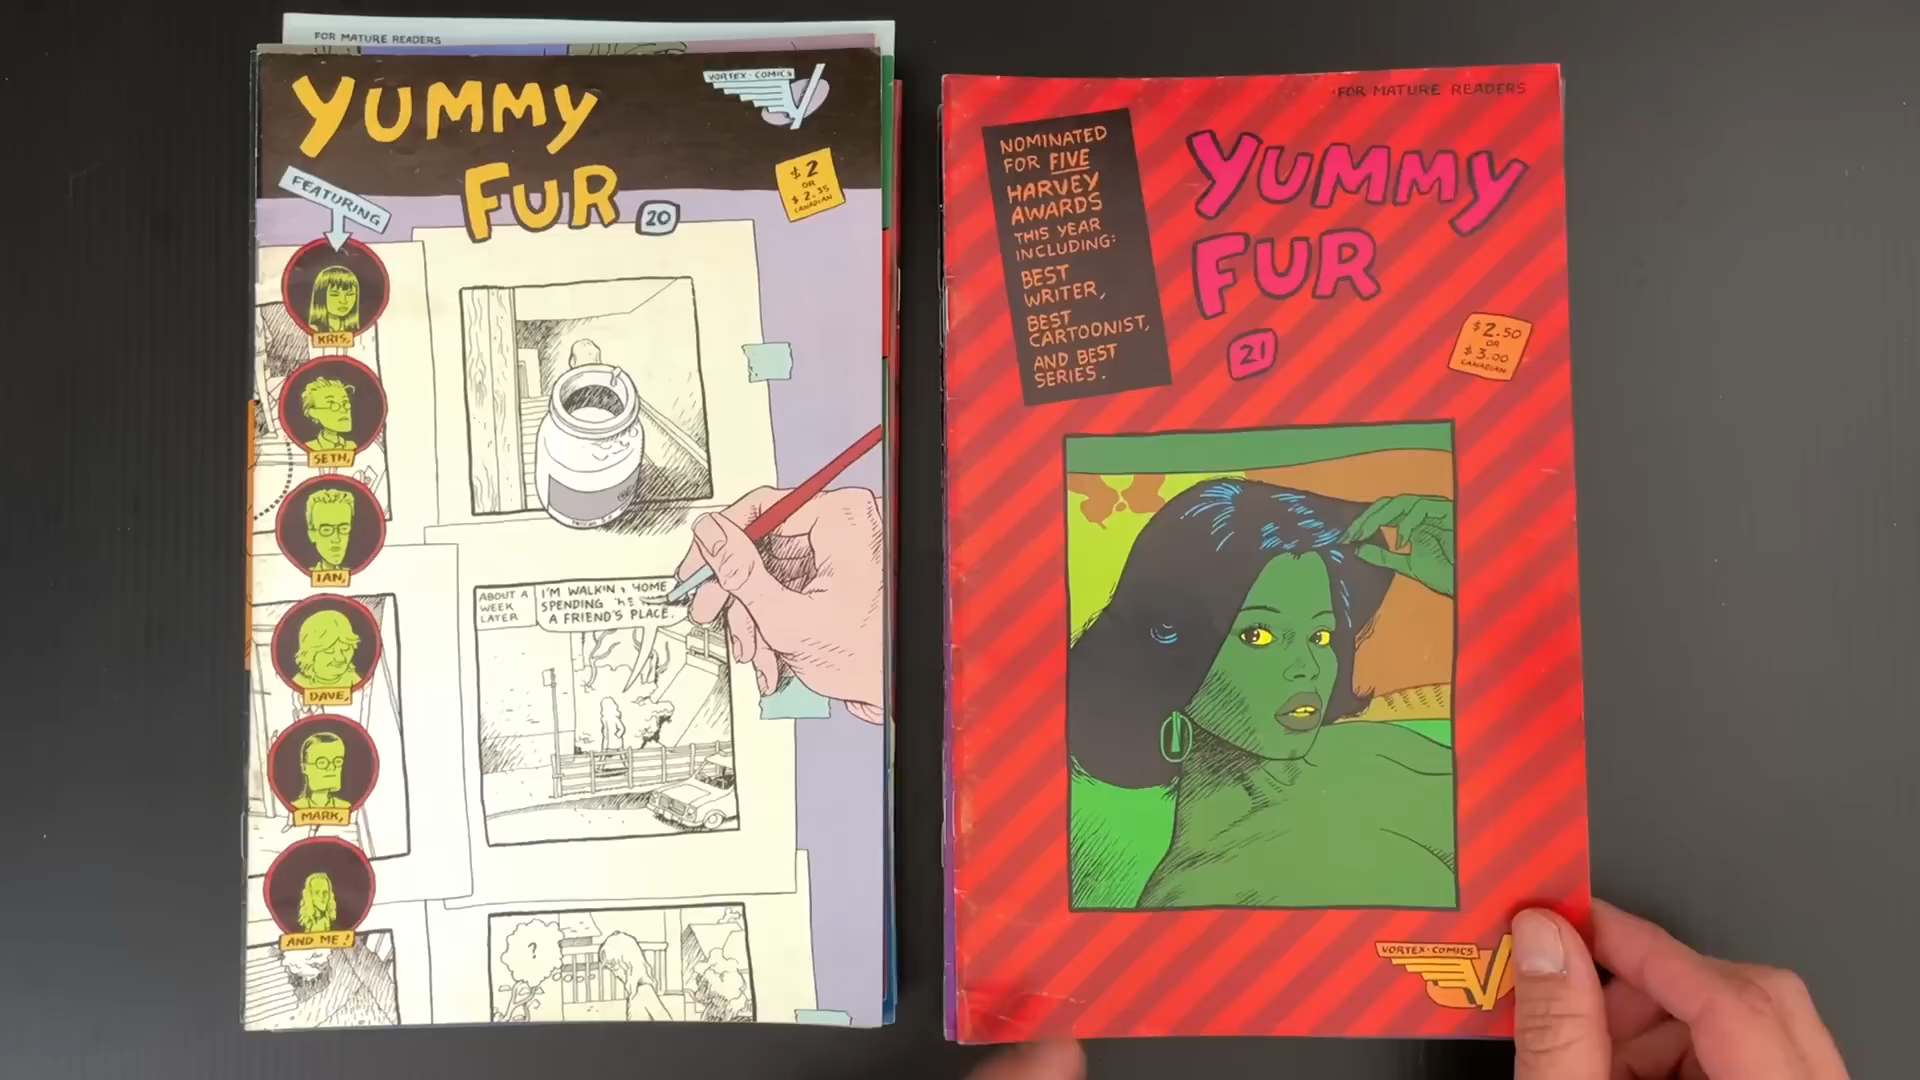 FOR MATURE READERS
YUMMY
FUR
20
VORTEX·COMICS
$2
OR
$2.35
CANADIAN
FEATURING
KRIS,
SETH,
IAN,
DAVE,
MARK,
AND ME!
ABOUT A
WEEK
LATER
I'M WALKIN
SPENDING
A FRIEND'S PLACE.
?
·FOR MATURE READERS
NOMINATED
FOR FIVE
HARVEY
AWARDS
THIS YEAR
INCLUDING:
BEST
WRITER,
BEST
CARTOONIST,
AND BEST
SERIES.
YUMMY
FUR
21
$2.50
OR
$3.00
CANADIAN
VORTEX·COMICS